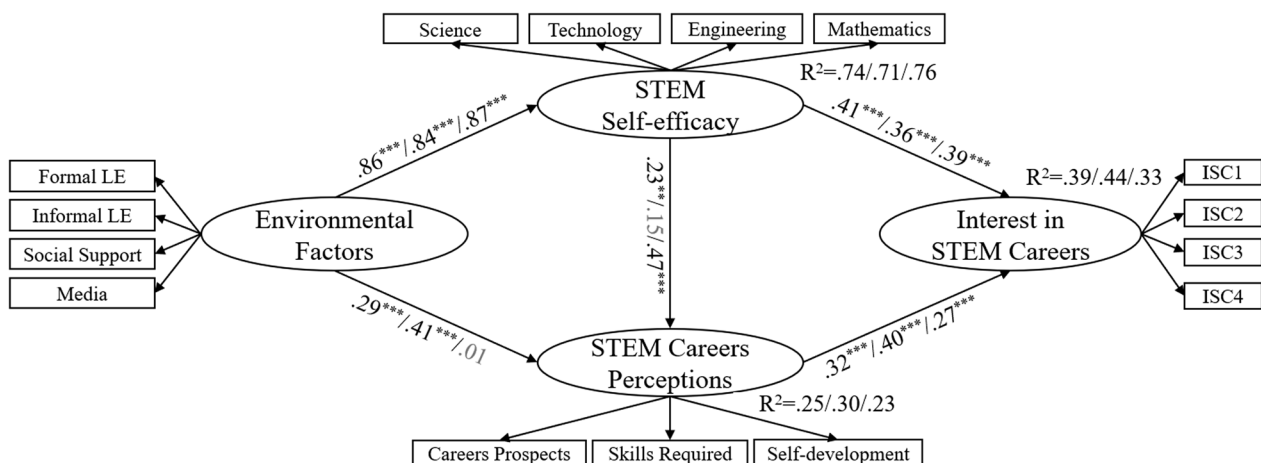 Science
Technology
Engineering
Mathematics
R²=.74/.71/.76
STEM
Self-efficacy
.86***/.84***/.87***
.41***/.36***/.39***
.23**/.15/.47***
Formal LE
Informal LE
Social Support
Media
Environmental
Factors
R²=.39/.44/.33
Interest in
STEM Careers
ISC1
ISC2
ISC3
ISC4
.29***/.41***/.01
.32***/.40***/.27***
STEM Careers
Perceptions
R²=.25/.30/.23
Careers Prospects
Skills Required
Self-development